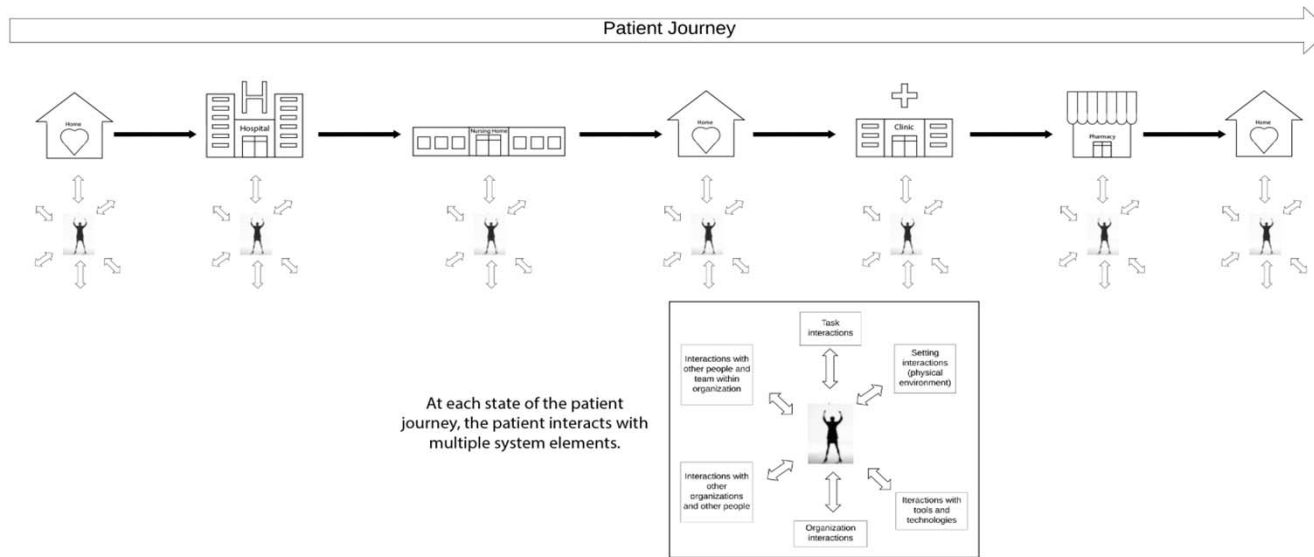 Patient Journey
Home
Hospital
Nursing Home
Home
Clinic
Pharmacy
Home
At each state of the patient
journey, the patient interacts with
multiple system elements.
Task
interactions
Interactions with
other people and
team within
organization
Setting
interactions
(physical
environment)
Interactions with
other
organizations
and other people
Iteractions with
tools and
technologies
Organization
interactions